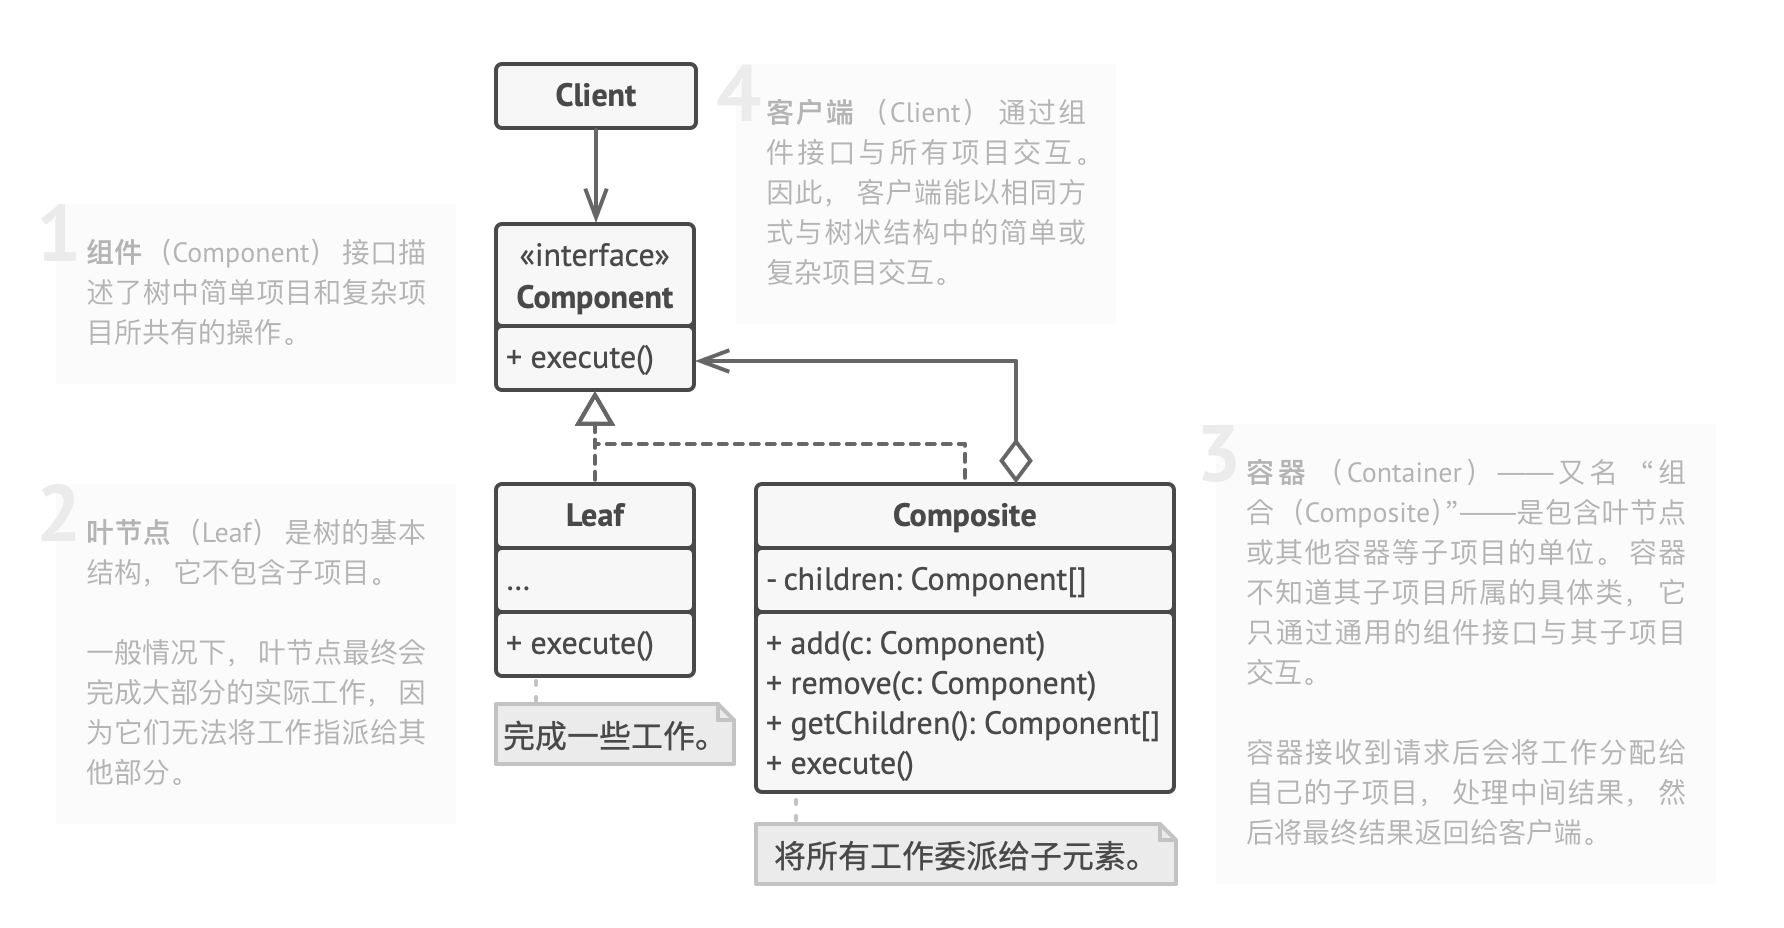 Client
4
客户端 （Client） 通过组
件接口与所有项目交互。
因此， 客户端能以相同方
式与树状结构中的简单或
复杂项目交互。
1
组件 （Component） 接口描
述了树中简单项目和复杂项
目所共有的操作。
«interface»
Component
+ execute()
2
叶节点 （Leaf） 是树的基本
结构， 它不包含子项目。
一般情况下， 叶节点最终会
完成大部分的实际工作， 因
为它们无法将工作指派给其
他部分。
Leaf
...
+ execute()
完成一些工作。
Composite
- children: Component[]
+ add(c: Component)
+ remove(c: Component)
+ getChildren(): Component[]
+ execute()
将所有工作委派给子元素。
3
容器 （Container）——又名 “组
合 （Composite）”——是包含叶节点
或其他容器等子项目的单位。 容器
不知道其子项目所属的具体类， 它
只通过通用的组件接口与其子项目
交互。
容器接收到请求后会将工作分配给
自己的子项目， 处理中间结果， 然
后将最终结果返回给客户端。